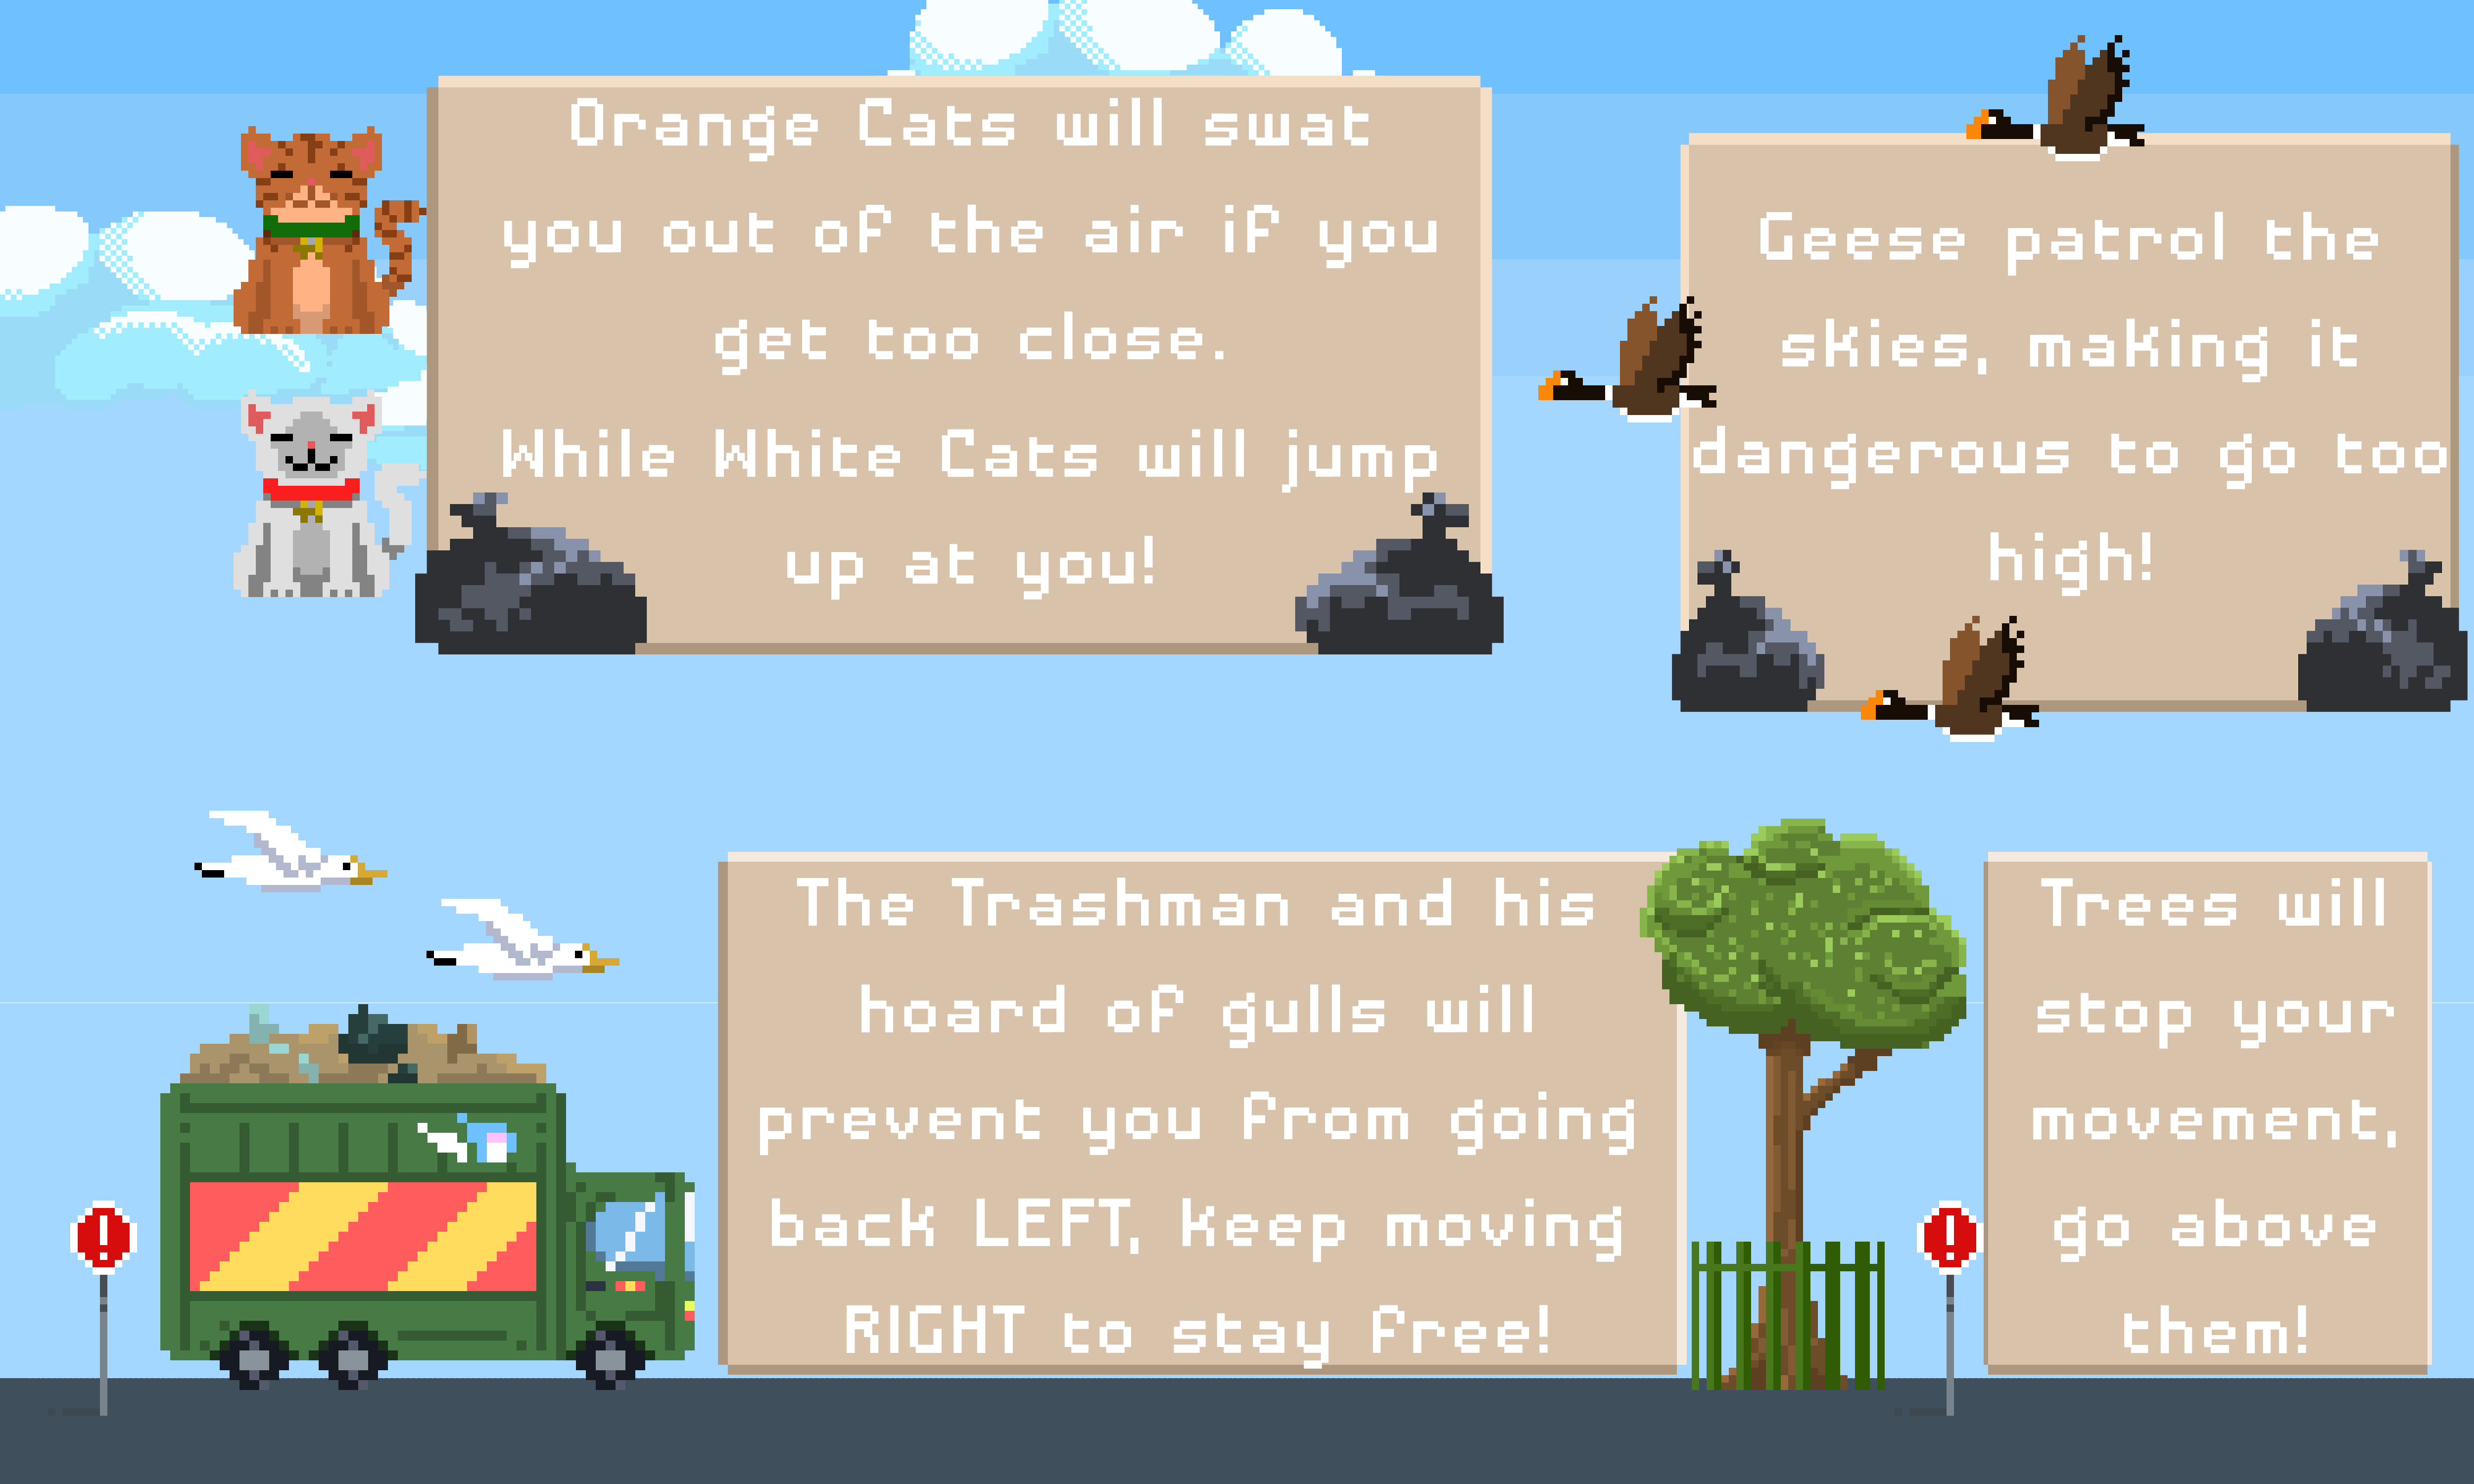 Orange Cats will swat
you out of the air if you
get too close.
While White Cats will jump
up at you!
Geese patrol the
skies, making it
dangerous to go too
high!
The Trashman and his
hoard of gulls will
prevent you from going
back LEFT, keep moving
RIGHT to stay free!
Trees will
stop your
movement,
go above
them!
!
!